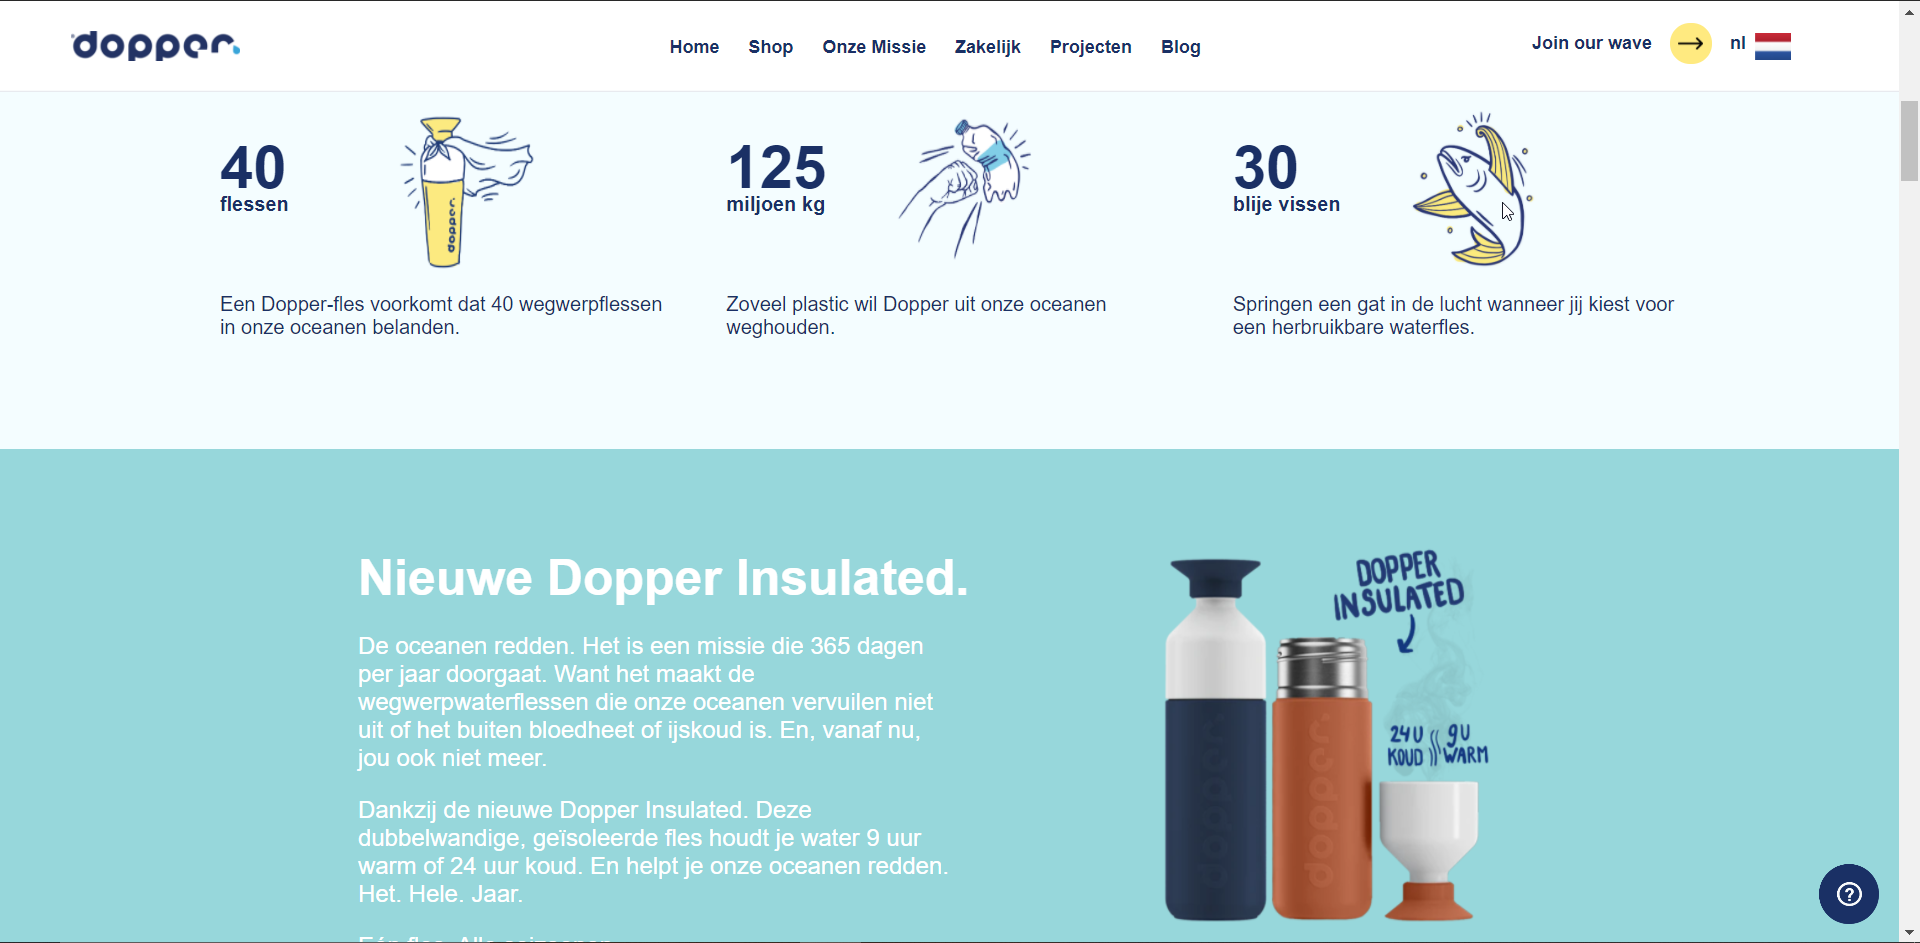 dopper
Home Shop Onze Missie Zakelijk Projecten Blog
Join our wave nl
40
flessen
dopper
125
miljoen kg
30
blije vissen
Een Dopper-fles voorkomt dat 40 wegwerpflessen
in onze oceanen belanden.
Zoveel plastic wil Dopper uit onze oceanen
weghouden.
Springen een gat in de lucht wanneer jij kiest voor
een herbruikbare waterfles.
Nieuwe Dopper Insulated.
De oceanen redden. Het is een missie die 365 dagen
per jaar doorgaat. Want het maakt de
wegwerpwaterflessen die onze oceanen vervuilen niet
uit of het buiten bloedheet of ijskoud is. En, vanaf nu,
jou ook niet meer.
Dankzij de nieuwe Dopper Insulated. Deze
dubbelwandige, geïsoleerde fles houdt je water 9 uur
warm of 24 uur koud. En helpt je onze oceanen redden.
Het. Hele. Jaar.
DOPPER
INSULATED
24U
KOUD
9U
WARM
dopper
dopper
?